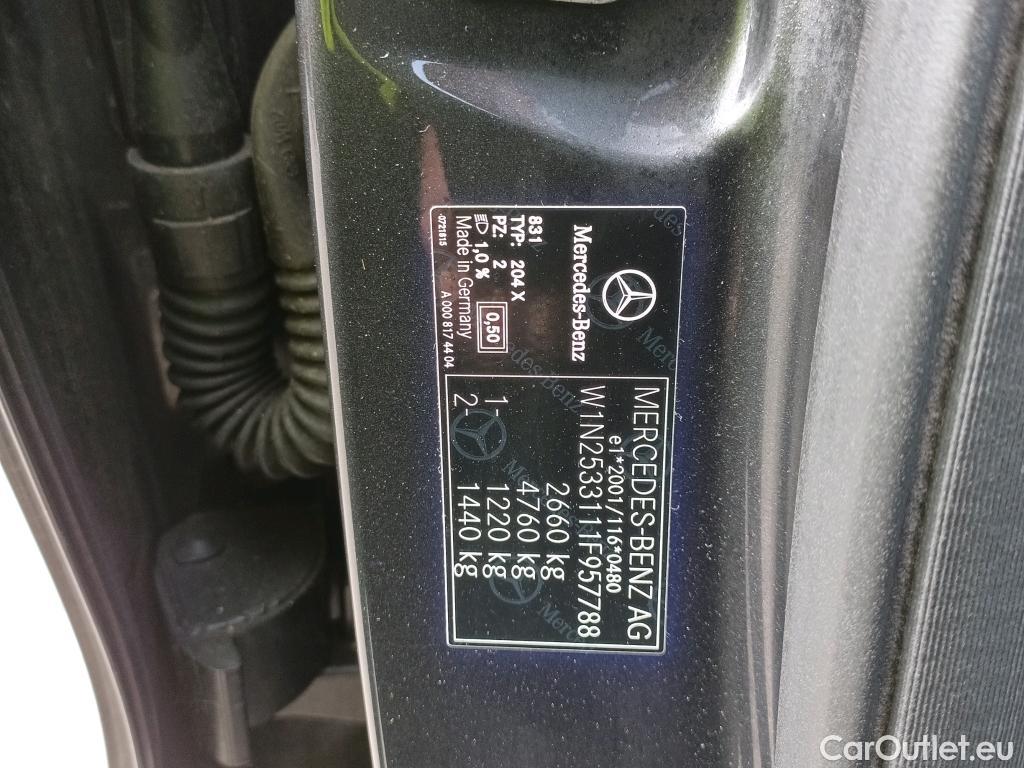 Mercedes-Benz
831
TYP: 204 X
PZ: 2
1,0 %
0,50
Made in Germany
-0721615
A 000 817 44 04
MERCEDES-BENZ AG
e1*2001/116*0480
W1N2533111F957788
2660 kg
4760 kg
1- 1220 kg
2- 1440 kg
CarOutlet.eu